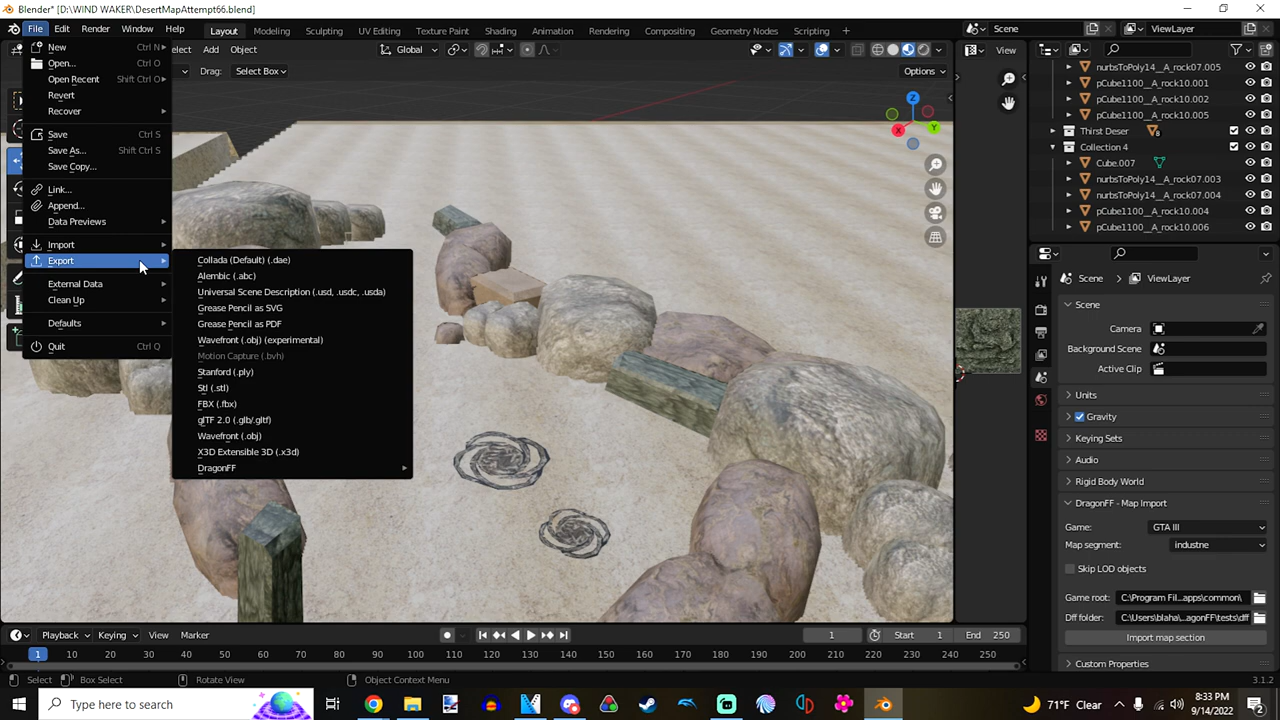 Blender* [D:\WIND WAKER\DesertMapAttempt66.blend]
File Edit Render Window Help Layout Modeling Sculpting UV Editing Texture Paint Shading Animation Rendering Compositing Geometry Nodes Scripting + Scene ViewLayer
New Ctrl N
Select Add Object Global View
Open... Ctrl O
Drag: Select Box Options
Open Recent Shift Ctrl O
Revert
Recover
Save Ctrl S
Save As... Shift Ctrl S
Save Copy...
Link...
Append...
Data Previews
Import
Export
External Data
Clean Up
Defaults
Quit Ctrl Q
Collada (Default) (.dae)
Alembic (.abc)
Universal Scene Description (.usd, .usdc, .usda)
Grease Pencil as SVG
Grease Pencil as PDF
Wavefront (.obj) (experimental)
Motion Capture (.bvh)
Stanford (.ply)
Stl (.stl)
FBX (.fbx)
glTF 2.0 (.glb/.gltf)
Wavefront (.obj)
X3D Extensible 3D (.x3d)
DragonFF
Z
Y
X
nurbsToPoly14__A_rock07.005
pCube1100__A_rock10.001
pCube1100__A_rock10.002
pCube1100__A_rock10.005
Thirst Deser 8
Collection 4
Cube.007
nurbsToPoly14__A_rock07.003
nurbsToPoly14__A_rock07.004
pCube1100__A_rock10.004
pCube1100__A_rock10.006
Scene ViewLayer
Scene
Camera
Background Scene
Active Clip
Units
Gravity
Keying Sets
Audio
Rigid Body World
DragonFF - Map Import
Game: GTA III
Map segment: industne
Skip LOD objects
Game root: C:\Program Fil...apps\common\
Dff folder: C:\Users\blaha...agonFF\tests\dff
Import map section
Custom Properties
Playback Keying View Marker 1 Start 1 End 250
1 10 20 30 40 50 60 70 80 90 100 110 120 130 140 150 160 170 180 190 200 210 220 230 240 250
Select Box Select Rotate View Object Context Menu 3.1.2
Type here to search
71°F Clear
8:33 PM
9/14/2022
2